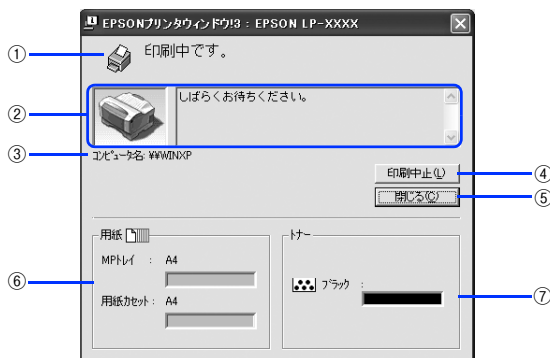 EPSONプリンタウィンドウ!3 : EPSON LP-XXXX
① 印刷中です。
② しばらくお待ちください。
③ コンピュータ名: ¥¥WINXP
印刷中止(L) ④
閉じる(C) ⑤
用紙
MPトレイ : A4
⑥
用紙カセット : A4
トナー
ブラック :
⑦